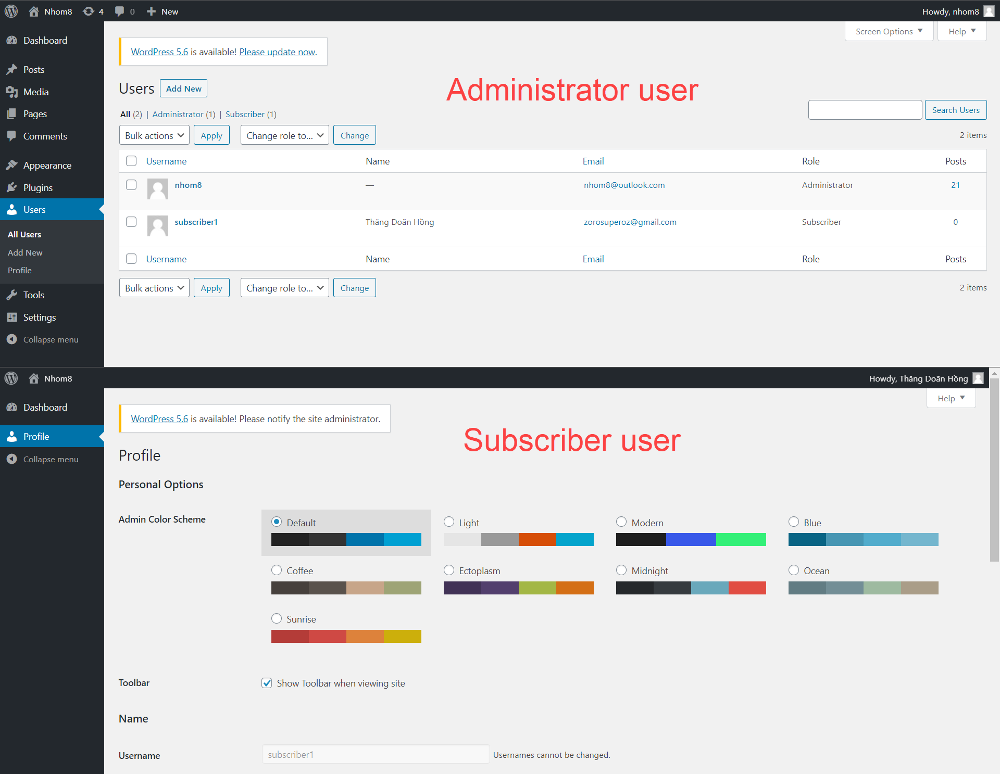 Nhom8 4 0 New Howdy, nhom8
Screen Options Help
Dashboard
Posts
Media
Pages
Comments
Appearance
Plugins
Users
All Users
Add New
Profile
Tools
Settings
Collapse menu
WordPress 5.6 is available! Please update now.
Users Add New
Administrator user
All (2) | Administrator (1) | Subscriber (1)
Search Users
Bulk actions Apply Change role to... Change 2 items
Username Name Email Role Posts
nhom8 — nhom8@outlook.com Administrator 21
subscriber1 Thăng Doãn Hồng zorosuperoz@gmail.com Subscriber 0
Username Name Email Role Posts
Bulk actions Apply Change role to... Change 2 items
Nhom8 Howdy, Thăng Doãn Hồng
Help
Dashboard
Profile
Collapse menu
WordPress 5.6 is available! Please notify the site administrator.
Subscriber user
Profile
Personal Options
Admin Color Scheme
Default Light Modern Blue
Coffee Ectoplasm Midnight Ocean
Sunrise
Toolbar Show Toolbar when viewing site
Name
Username subscriber1 Usernames cannot be changed.